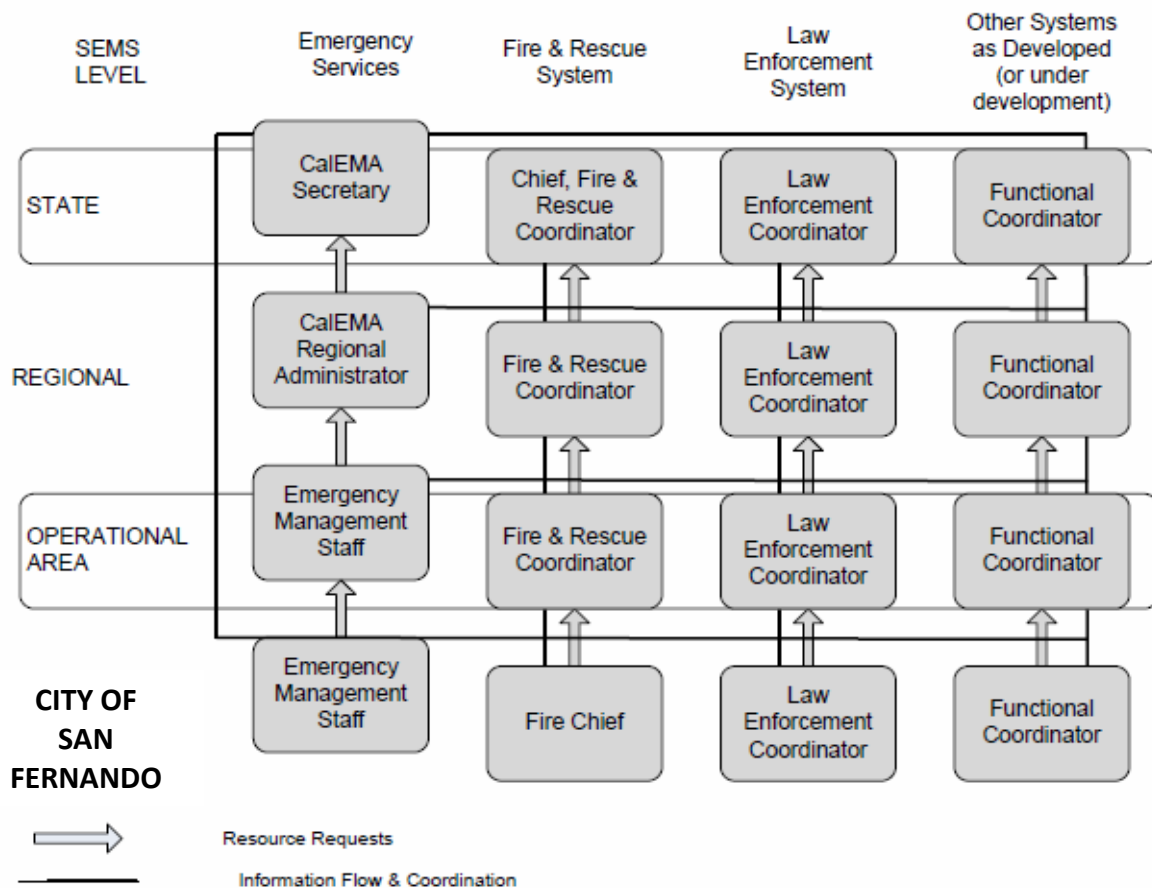 SEMS
LEVEL
Emergency
Services
Fire & Rescue
System
Law
Enforcement
System
Other Systems
as Developed
(or under
development)
STATE
CalEMA
Secretary
Chief, Fire &
Rescue
Coordinator
Law
Enforcement
Coordinator
Functional
Coordinator
REGIONAL
CalEMA
Regional
Administrator
Fire & Rescue
Coordinator
Law
Enforcement
Coordinator
Functional
Coordinator
OPERATIONAL
AREA
Emergency
Management
Staff
Fire & Rescue
Coordinator
Law
Enforcement
Coordinator
Functional
Coordinator
CITY OF
SAN
FERNANDO
Emergency
Management
Staff
Fire Chief
Law
Enforcement
Coordinator
Functional
Coordinator
Resource Requests
Information Flow & Coordination